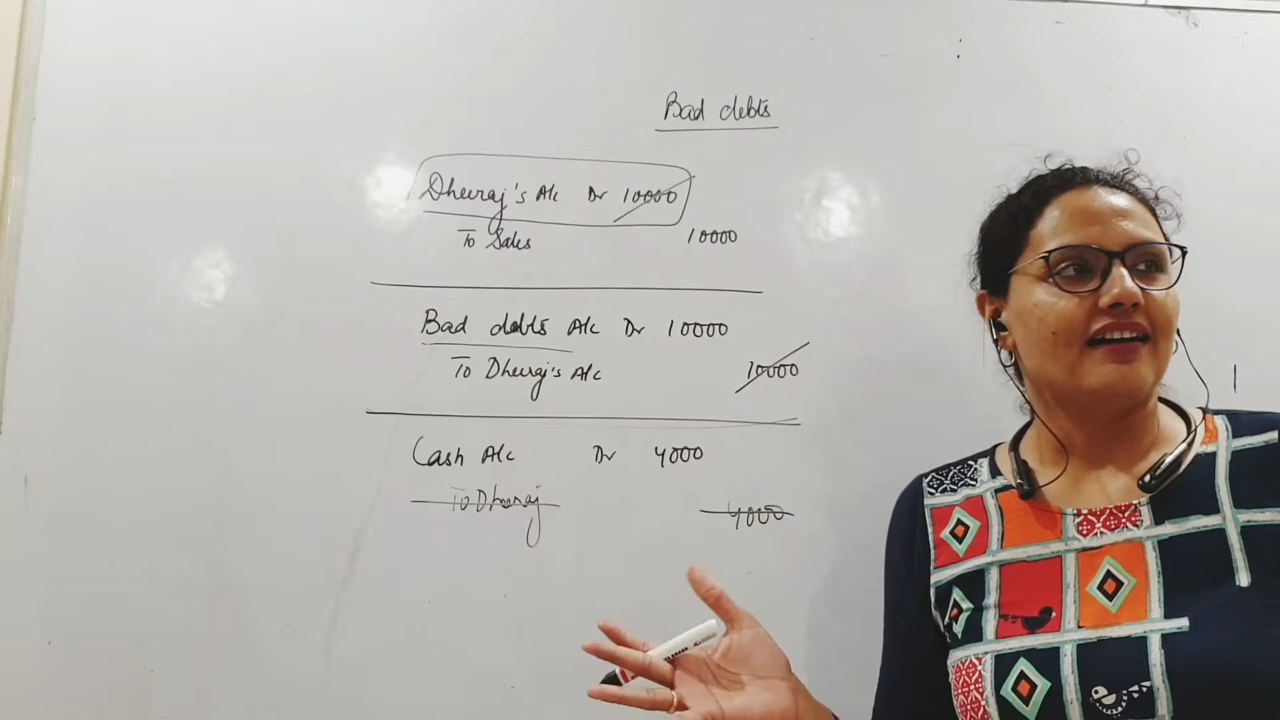 Bad debts
Dheeraj's A/c Dr 10000
To Sales 10000
Bad debts A/c Dr 10000
To Dheeraj's A/c 10000
Cash A/c Dr 4000
To Dheeraj 4000